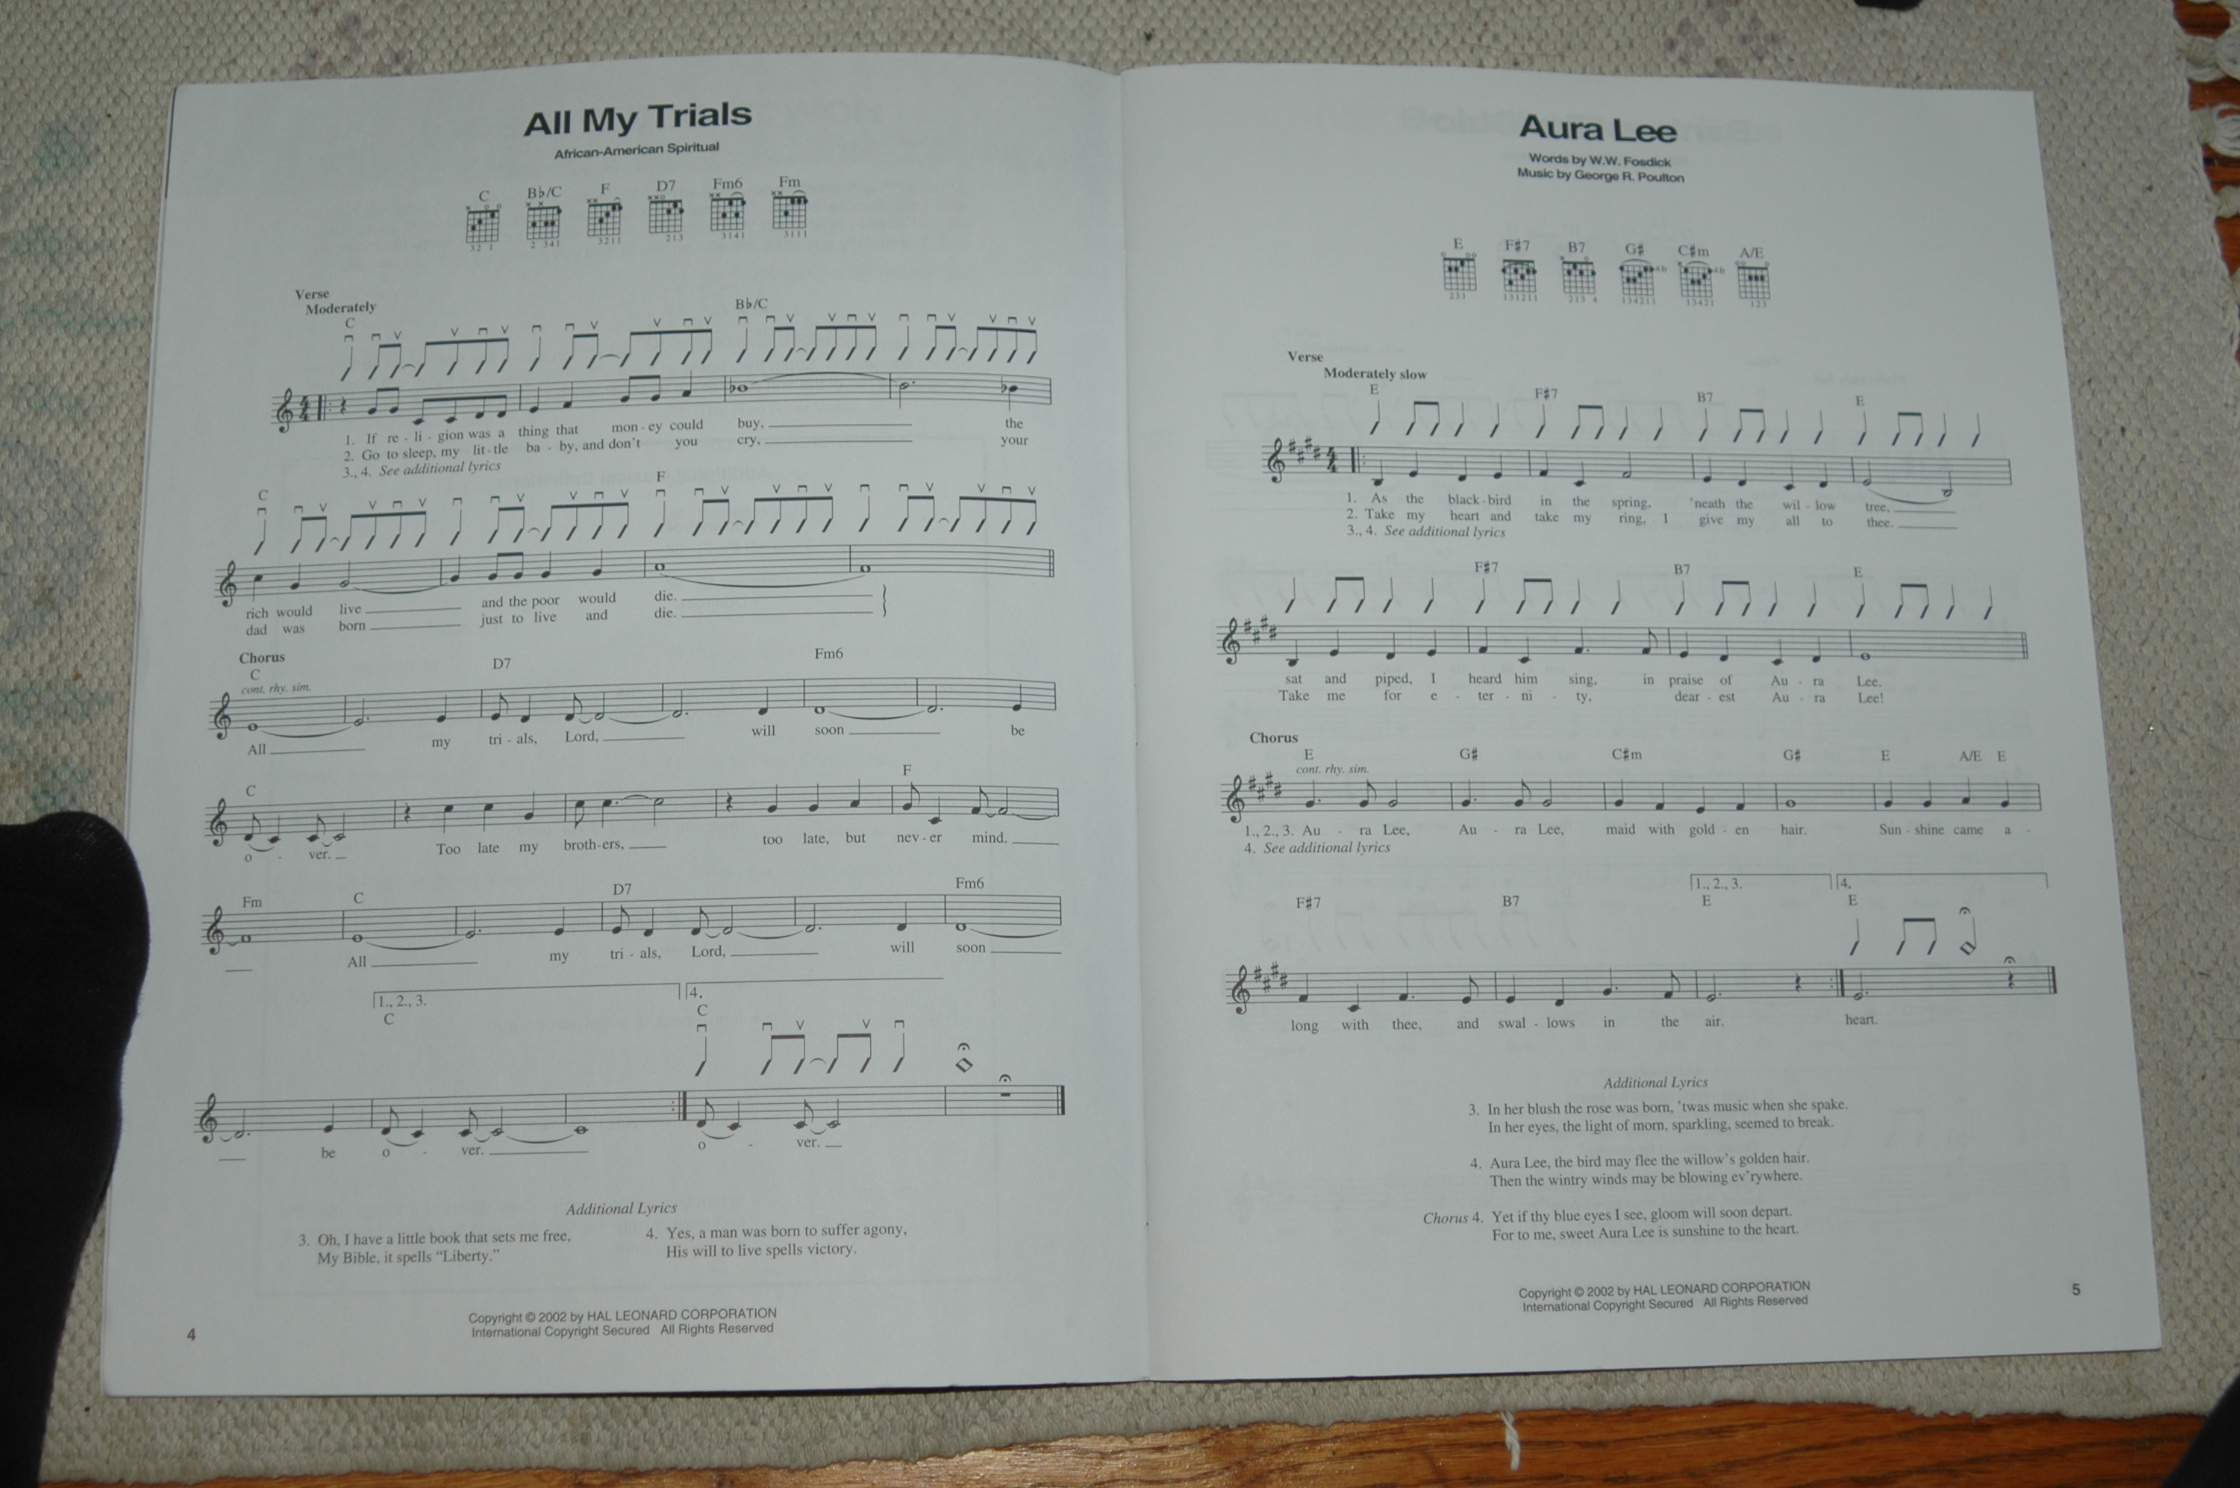 All My Trials
African-American Spiritual
C B♭/C F D7 Fm6 Fm
32 1 2 341 3211 213 3141 3111
Verse
Moderately
C B♭/C
1. If re - li - gion was a thing that mon - ey could buy, the
2. Go to sleep, my lit - tle ba - by, and don't you cry, your
3., 4. See additional lyrics
C F
rich would live and the poor would die.
dad was born just to live and die.
Chorus
C D7 Fm6
cont. rhy. sim.
All my tri - als, Lord, will soon be
C F
o - ver. Too late my broth - ers, too late, but nev - er mind.
Fm C D7 Fm6
All my tri - als, Lord, will soon
1., 2., 3. 4.
C C
be o - ver. o - ver.
Additional Lyrics
3. Oh, I have a little book that sets me free,
My Bible, it spells “Liberty.”
4. Yes, a man was born to suffer agony,
His will to live spells victory.
Copyright © 2002 by HAL LEONARD CORPORATION
International Copyright Secured All Rights Reserved
4
Aura Lee
Words by W.W. Fosdick
Music by George R. Poulton
E F♯7 B7 G♯ C♯m A/E
4fr 4fr
231 131211 213 4 134211 13421 123
Verse
Moderately slow
E F♯7 B7 E
1. As the black - bird in the spring, 'neath the wil - low tree,
2. Take my heart and take my ring, I give my all to thee.
3., 4. See additional lyrics
F♯7 B7 E
sat and piped, I heard him sing, in praise of Au - ra Lee.
Take me for e - ter - ni - ty, dear - est Au - ra Lee!
Chorus
E G♯ C♯m G♯ E A/E E
cont. rhy. sim.
1., 2., 3. Au - ra Lee, Au - ra Lee, maid with gold - en hair. Sun - shine came a -
4. See additional lyrics
1., 2., 3. 4.
F♯7 B7 E E
long with thee, and swal - lows in the air. heart.
Additional Lyrics
3. In her blush the rose was born, 'twas music when she spake.
In her eyes, the light of morn, sparkling, seemed to break.
4. Aura Lee, the bird may flee the willow's golden hair.
Then the wintry winds may be blowing ev'rywhere.
Chorus 4. Yet if thy blue eyes I see, gloom will soon depart.
For to me, sweet Aura Lee is sunshine to the heart.
Copyright © 2002 by HAL LEONARD CORPORATION
International Copyright Secured All Rights Reserved
5